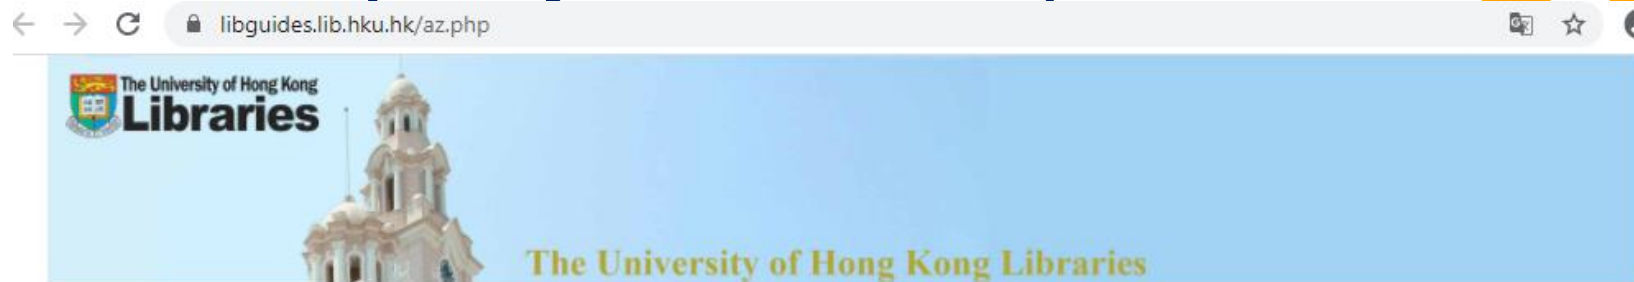 libguides.lib.hku.hk/az.php
The University of Hong Kong
Libraries
The University of Hong Kong Libraries